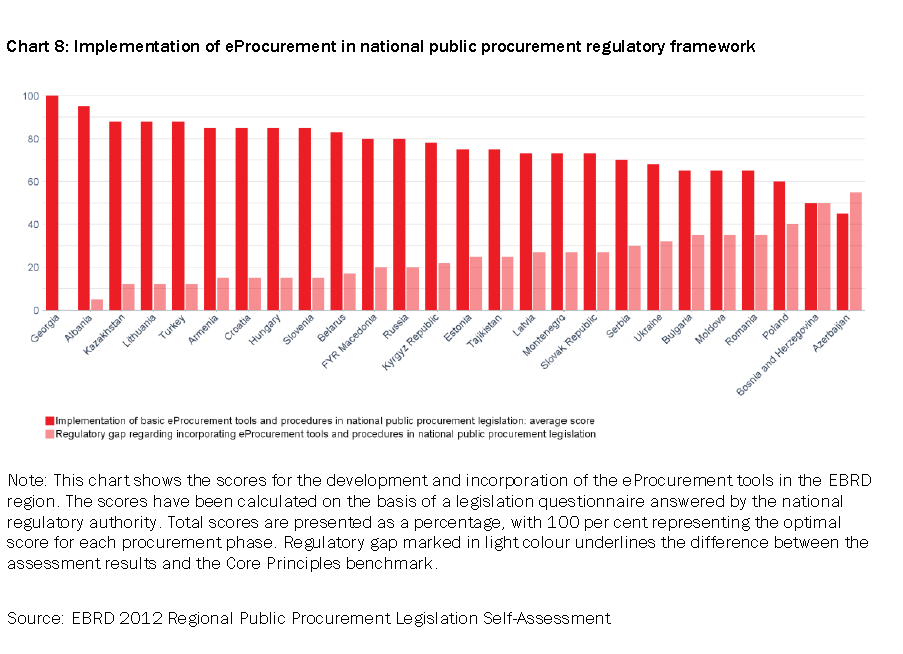 Chart 8: Implementation of eProcurement in national public procurement regulatory framework
100
80
60
40
20
0
Georgia
Albania
Kazakhstan
Lithuania
Turkey
Armenia
Croatia
Hungary
Slovenia
Belarus
FYR Macedonia
Russia
Kyrgyz Republic
Estonia
Tajikistan
Latvia
Montenegro
Slovak Republic
Serbia
Ukraine
Bulgaria
Moldova
Romania
Poland
Bosnia and Herzegovina
Azerbaijan
Implementation of basic eProcurement tools and procedures in national public procurement legislation: average score
Regulatory gap regarding incorporating eProcurement tools and procedures in national public procurement legislation
Note: This chart shows the scores for the development and incorporation of the eProcurement tools in the EBRD
region. The scores have been calculated on the basis of a legislation questionnaire answered by the national
regulatory authority. Total scores are presented as a percentage, with 100 per cent representing the optimal
score for each procurement phase. Regulatory gap marked in light colour underlines the difference between the
assessment results and the Core Principles benchmark.
Source: EBRD 2012 Regional Public Procurement Legislation Self-Assessment